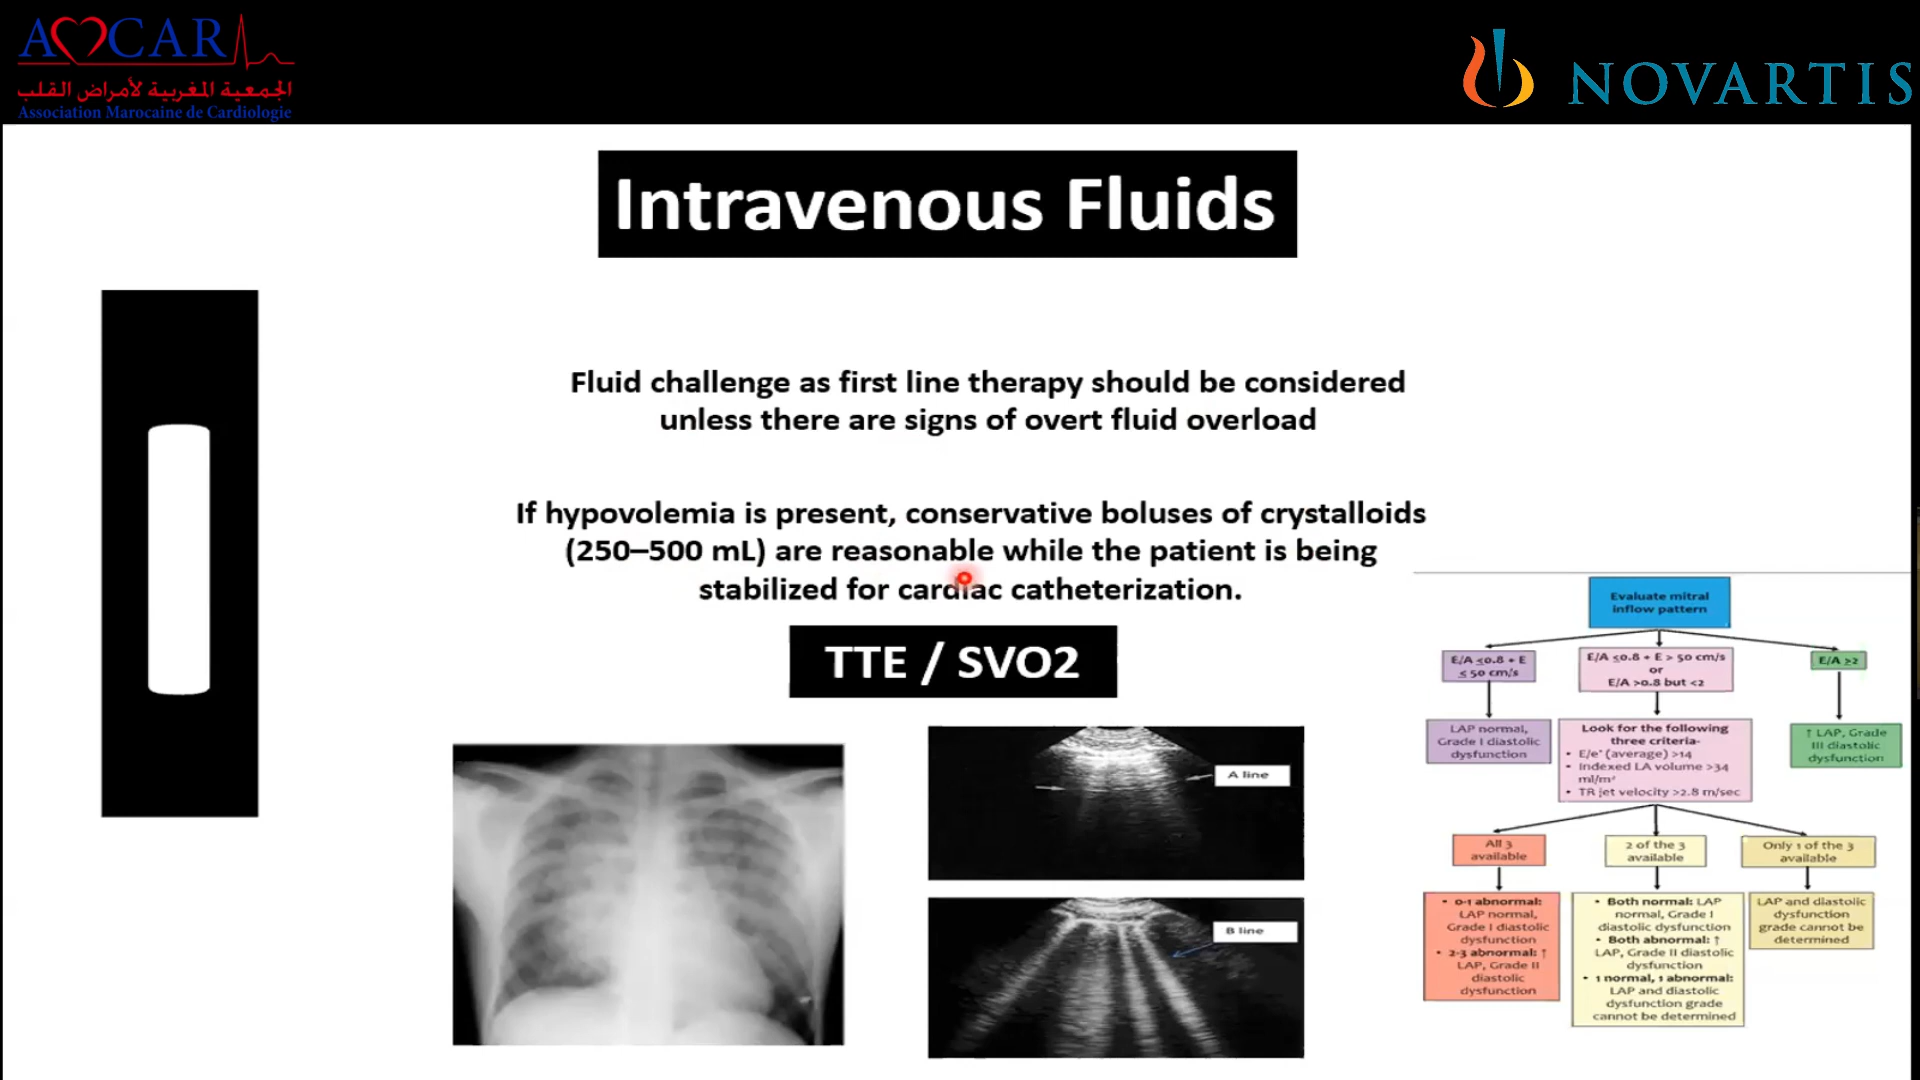 AMCAR
الجمعية المغربية لأمراض القلب
Association Marocaine de Cardiologie
NOVARTIS
Intravenous Fluids
Fluid challenge as first line therapy should be considered
unless there are signs of overt fluid overload
If hypovolemia is present, conservative boluses of crystalloids
(250–500 mL) are reasonable while the patient is being
stabilized for cardiac catheterization.
TTE / SVO2
A line
B line
Evaluate mitral
inflow pattern
E/A ≤0.8 + E
≤ 50 cm/s
E/A ≤0.8 + E > 50 cm/s
or
E/A >0.8 but <2
E/A ≥2
LAP normal,
Grade I diastolic
dysfunction
Look for the following
three criteria-
• E/e' (average) >14
• Indexed LA volume >34
ml/m²
• TR jet velocity >2.8 m/sec
↑ LAP, Grade
III diastolic
dysfunction
All 3
available
2 of the 3
available
Only 1 of the 3
available
• 0-1 abnormal:
LAP normal,
Grade I diastolic
dysfunction
• 2-3 abnormal: ↑
LAP, Grade II
diastolic
dysfunction
• Both normal: LAP
normal, Grade I
diastolic dysfunction
• Both abnormal: ↑
LAP, Grade II diastolic
dysfunction
• 1 normal, 1 abnormal:
LAP and diastolic
dysfunction grade
cannot be determined
LAP and diastolic
dysfunction
grade cannot be
determined